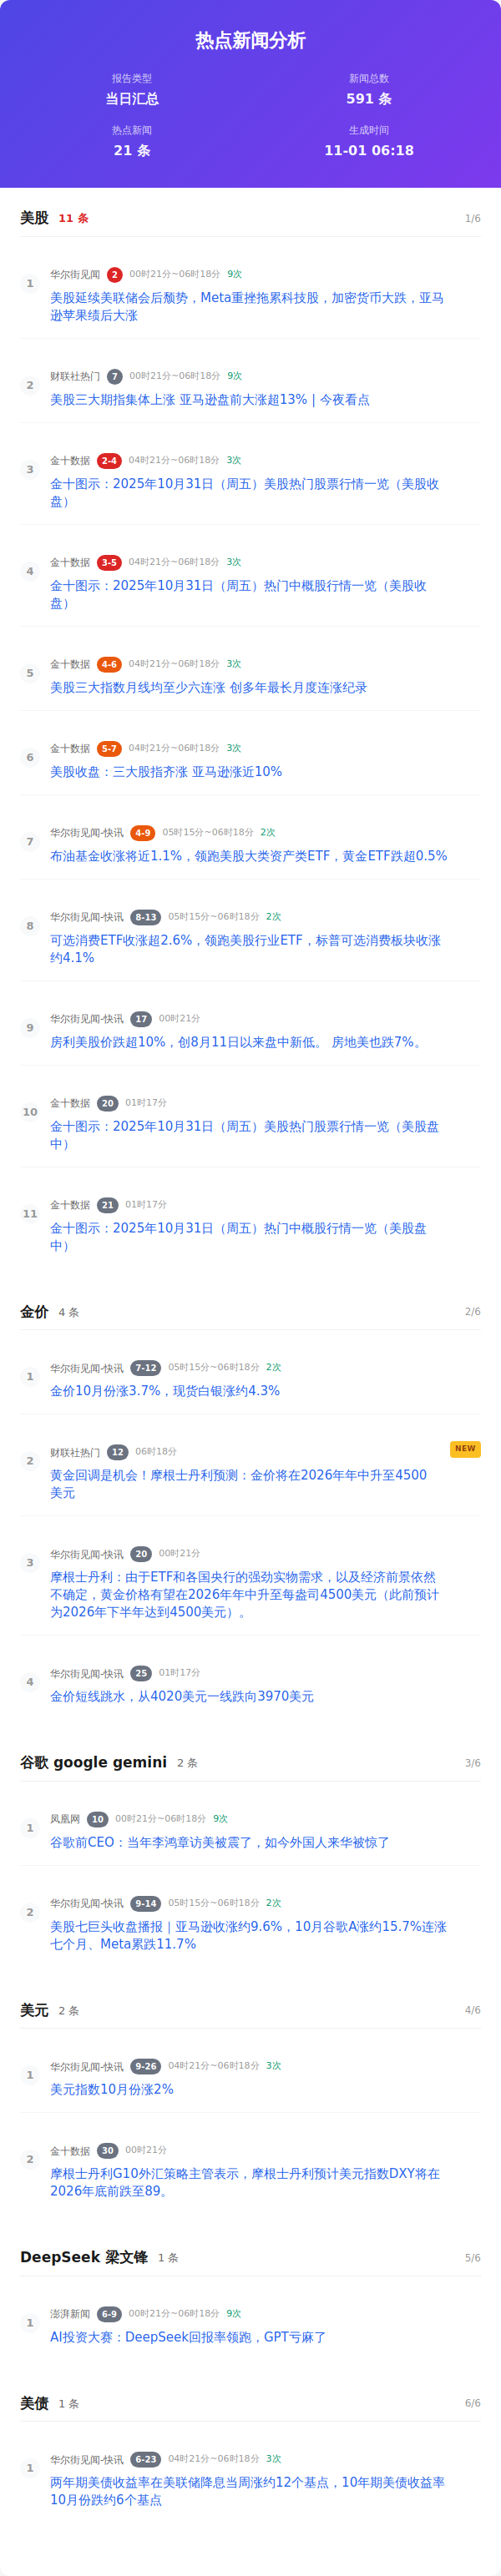 热点新闻分析
报告类型
新闻总数
当日汇总
591 条
热点新闻
生成时间
21 条
11-01 06:18
美股 11 条 1/6
1
华尔街见闻 2 00时21分~06时18分 9次
美股延续美联储会后颓势，Meta重挫拖累科技股，加密货币大跌，亚马
逊苹果绩后大涨
2
财联社热门 7 00时21分~06时18分 9次
美股三大期指集体上涨 亚马逊盘前大涨超13% | 今夜看点
3
金十数据 2-4 04时21分~06时18分 3次
金十图示：2025年10月31日（周五）美股热门股票行情一览（美股收
盘）
4
金十数据 3-5 04时21分~06时18分 3次
金十图示：2025年10月31日（周五）热门中概股行情一览（美股收
盘）
5
金十数据 4-6 04时21分~06时18分 3次
美股三大指数月线均至少六连涨 创多年最长月度连涨纪录
6
金十数据 5-7 04时21分~06时18分 3次
美股收盘：三大股指齐涨 亚马逊涨近10%
7
华尔街见闻-快讯 4-9 05时15分~06时18分 2次
布油基金收涨将近1.1%，领跑美股大类资产类ETF，黄金ETF跌超0.5%
8
华尔街见闻-快讯 8-13 05时15分~06时18分 2次
可选消费ETF收涨超2.6%，领跑美股行业ETF，标普可选消费板块收涨
约4.1%
9
华尔街见闻-快讯 17 00时21分
房利美股价跌超10%，创8月11日以来盘中新低。 房地美也跌7%。
10
金十数据 20 01时17分
金十图示：2025年10月31日（周五）美股热门股票行情一览（美股盘
中）
11
金十数据 21 01时17分
金十图示：2025年10月31日（周五）热门中概股行情一览（美股盘
中）
金价 4 条 2/6
1
华尔街见闻-快讯 7-12 05时15分~06时18分 2次
金价10月份涨3.7%，现货白银涨约4.3%
2
财联社热门 12 06时18分 NEW
黄金回调是机会！摩根士丹利预测：金价将在2026年年中升至4500
美元
3
华尔街见闻-快讯 20 00时21分
摩根士丹利：由于ETF和各国央行的强劲实物需求，以及经济前景依然
不确定，黄金价格有望在2026年年中升至每盎司4500美元（此前预计
为2026年下半年达到4500美元）。
4
华尔街见闻-快讯 25 01时17分
金价短线跳水，从4020美元一线跌向3970美元
谷歌 google gemini 2 条 3/6
1
凤凰网 10 00时21分~06时18分 9次
谷歌前CEO：当年李鸿章访美被震了，如今外国人来华被惊了
2
华尔街见闻-快讯 9-14 05时15分~06时18分 2次
美股七巨头收盘播报｜亚马逊收涨约9.6%，10月谷歌A涨约15.7%连涨
七个月、Meta累跌11.7%
美元 2 条 4/6
1
华尔街见闻-快讯 9-26 04时21分~06时18分 3次
美元指数10月份涨2%
2
金十数据 30 00时21分
摩根士丹利G10外汇策略主管表示，摩根士丹利预计美元指数DXY将在
2026年底前跌至89。
DeepSeek 梁文锋 1 条 5/6
1
澎湃新闻 6-9 00时21分~06时18分 9次
AI投资大赛：DeepSeek回报率领跑，GPT亏麻了
美债 1 条 6/6
1
华尔街见闻-快讯 6-23 04时21分~06时18分 3次
两年期美债收益率在美联储降息当周涨约12个基点，10年期美债收益率
10月份跌约6个基点